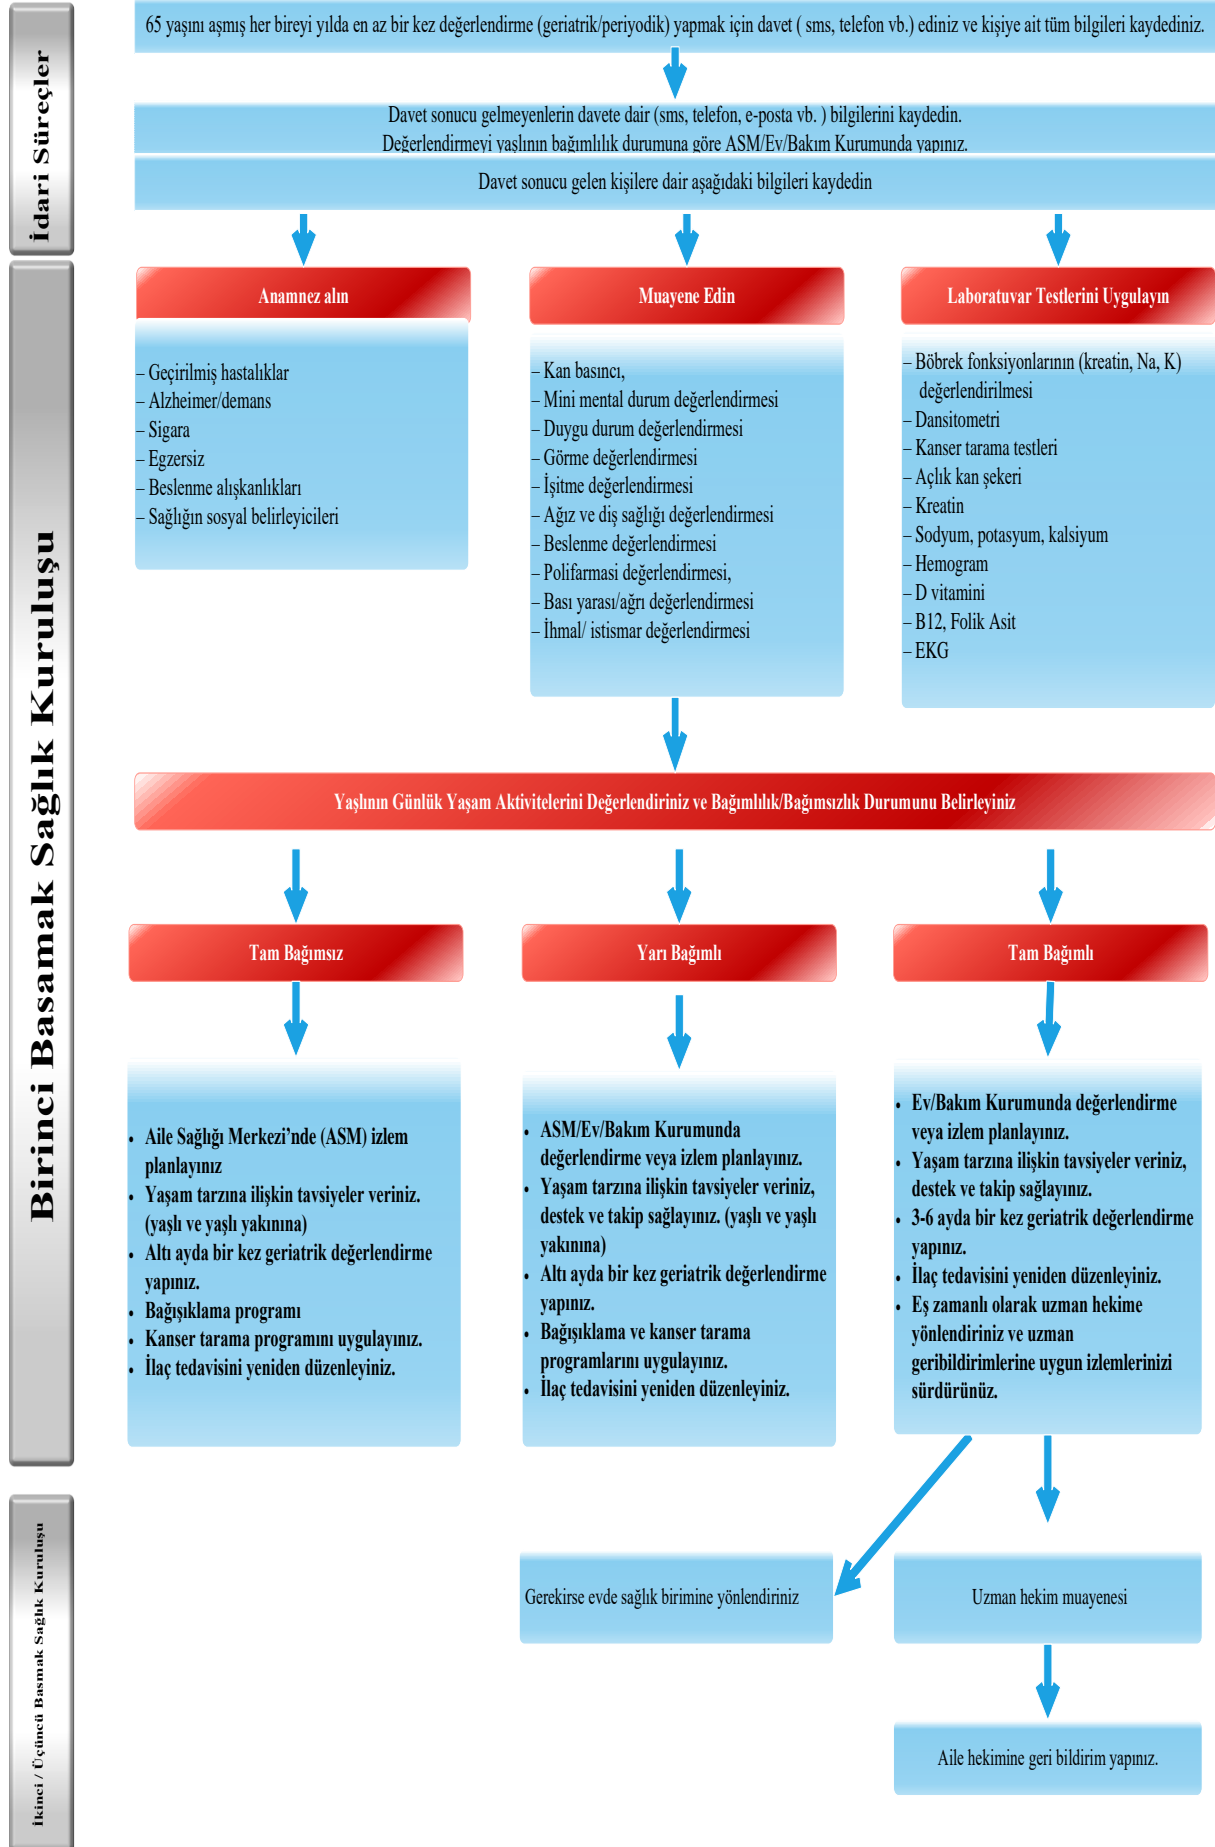 İdari Süreçler
65 yaşını aşmış her bireyi yılda en az bir kez değerlendirme (geriatrik/periyodik) yapmak için davet ( sms, telefon vb.) ediniz ve kişiye ait tüm bilgileri kaydediniz.
Davet sonucu gelmeyenlerin davete dair (sms, telefon, e-posta vb. ) bilgilerini kaydedin.
Değerlendirmeyi yaşlının bağımlılık durumuna göre ASM/Ev/Bakım Kurumunda yapınız.
Davet sonucu gelen kişilere dair aşağıdaki bilgileri kaydedin
Birinci Basamak Sağlık Kuruluşu
Anamnez alın
– Geçirilmiş hastalıklar
– Alzheimer/demans
– Sigara
– Egzersiz
– Beslenme alışkanlıkları
– Sağlığın sosyal belirleyicileri
Muayene Edin
– Kan basıncı,
– Mini mental durum değerlendirmesi
– Duygu durum değerlendirmesi
– Görme değerlendirmesi
– İşitme değerlendirmesi
– Ağız ve diş sağlığı değerlendirmesi
– Beslenme değerlendirmesi
– Polifarmasi değerlendirmesi,
– Bası yarası/ağrı değerlendirmesi
– İhmal/ istismar değerlendirmesi
Laboratuvar Testlerini Uygulayın
– Böbrek fonksiyonlarının (kreatin, Na, K)
değerlendirilmesi
– Dansitometri
– Kanser tarama testleri
– Açlık kan şekeri
– Kreatin
– Sodyum, potasyum, kalsiyum
– Hemogram
– D vitamini
– B12, Folik Asit
– EKG
Yaşlının Günlük Yaşam Aktivitelerini Değerlendiriniz ve Bağımlılık/Bağımsızlık Durumunu Belirleyiniz
Tam Bağımsız
• Aile Sağlığı Merkezi’nde (ASM) izlem
planlayınız
• Yaşam tarzına ilişkin tavsiyeler veriniz.
(yaşlı ve yaşlı yakınına)
• Altı ayda bir kez geriatrik değerlendirme
yapınız.
• Bağışıklama programı
• Kanser tarama programını uygulayınız.
• İlaç tedavisini yeniden düzenleyiniz.
Yarı Bağımlı
• ASM/Ev/Bakım Kurumunda
değerlendirme veya izlem planlayınız.
• Yaşam tarzına ilişkin tavsiyeler veriniz,
destek ve takip sağlayınız. (yaşlı ve yaşlı
yakınına)
• Altı ayda bir kez geriatrik değerlendirme
yapınız.
• Bağışıklama ve kanser tarama
programlarını uygulayınız.
• İlaç tedavisini yeniden düzenleyiniz.
Tam Bağımlı
• Ev/Bakım Kurumunda değerlendirme
veya izlem planlayınız.
• Yaşam tarzına ilişkin tavsiyeler veriniz,
destek ve takip sağlayınız.
• 3-6 ayda bir kez geriatrik değerlendirme
yapınız.
• İlaç tedavisini yeniden düzenleyiniz.
• Eş zamanlı olarak uzman hekime
yönlendiriniz ve uzman
geribildirimlerine uygun izlemlerinizi
sürdürünüz.
İkinci / Üçüncü Basmak Sağlık Kuruluşu
Gerekirse evde sağlık birimine yönlendiriniz
Uzman hekim muayenesi
Aile hekimine geri bildirim yapınız.